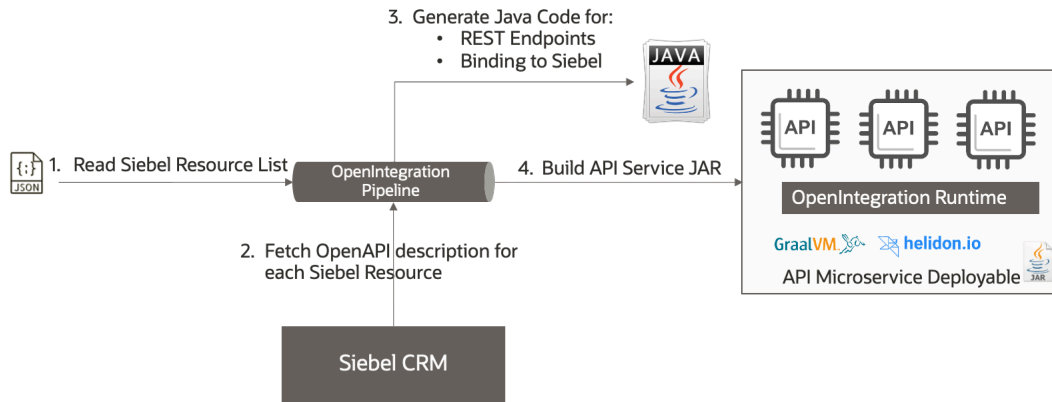 3. Generate Java Code for:
• REST Endpoints
• Binding to Siebel
JAVA
API
API
API
{;}
JSON
1. Read Siebel Resource List
OpenIntegration
Pipeline
4. Build API Service JAR
OpenIntegration Runtime
2. Fetch OpenAPI description for
each Siebel Resource
GraalVM
helidon.io
API Microservice Deployable
JAR
Siebel CRM